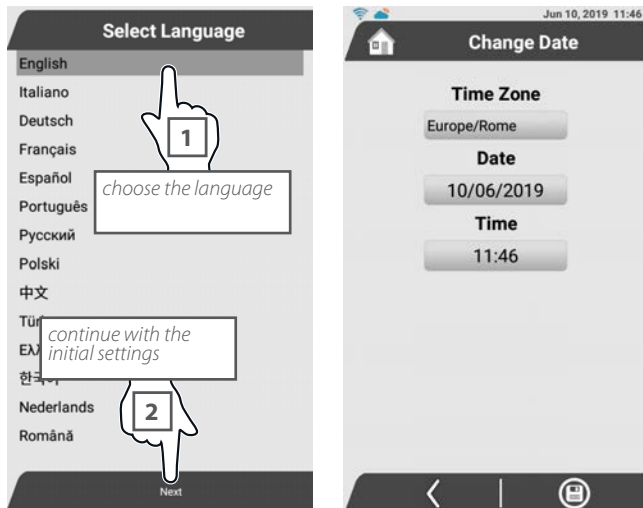 Select Language
English
Italiano
Deutsch
Français
Español
Português
Русский
Polski
中文
Nederlands
Română
Next
1
choose the language
continue with the
initial settings
2
Jun 10, 2019 11:46
Change Date
Time Zone
Europe/Rome
Date
10/06/2019
Time
11:46